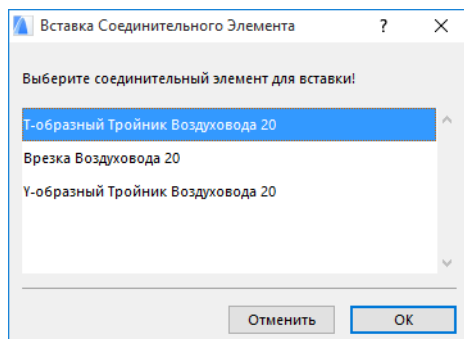 Вставка Соединительного Элемента ?
Выберите соединительный элемент для вставки!
Т-образный Тройник Воздуховода 20
Врезка Воздуховода 20
Y-образный Тройник Воздуховода 20
Отменить
ОК